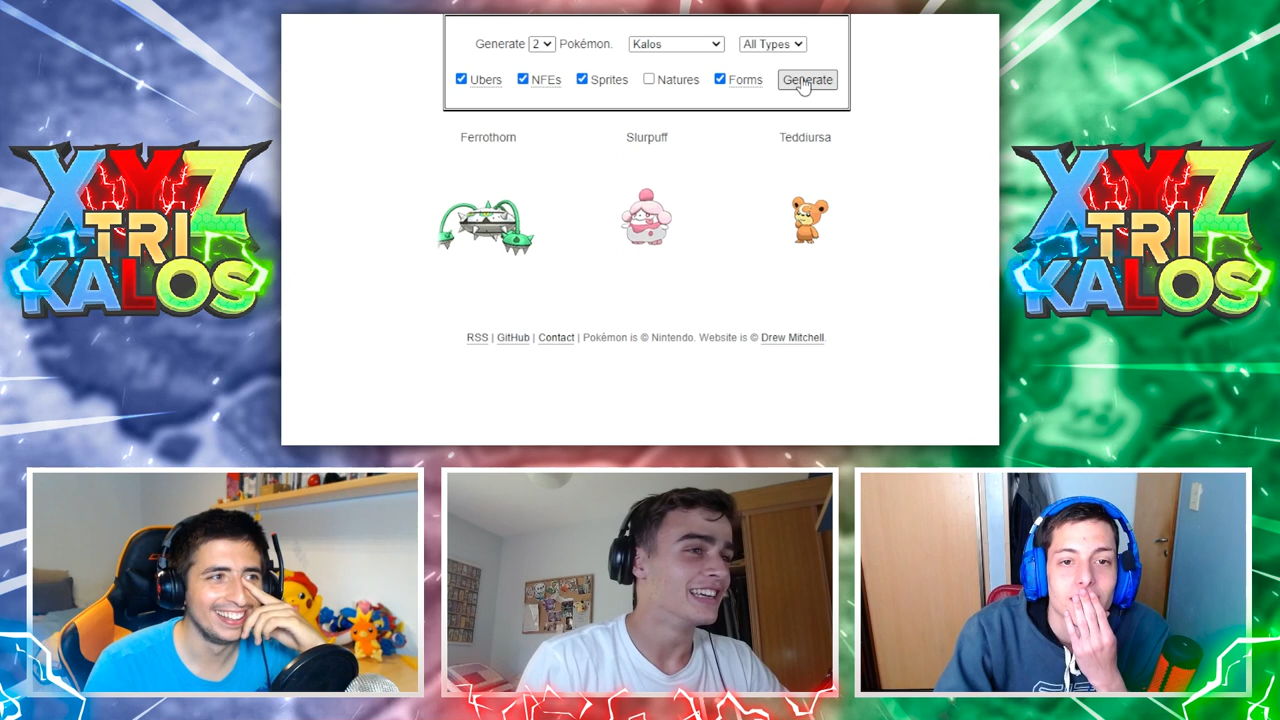 Generate 2 Pokémon. Kalos All Types
Ubers NFEs Sprites Natures Forms Generate
Ferrothorn Slurpuff Teddiursa
RSS | GitHub | Contact | Pokémon is © Nintendo. Website is © Drew Mitchell.
XYZ
TRI
KALOS
XYZ
TRI
KALOS